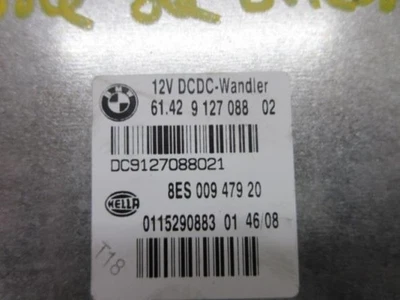 12V DCDC-Wandler
61.42 9 127 088 02
DC9127088021
8ES 009 479 20
HELLA
0115290883 01 46/08
T18